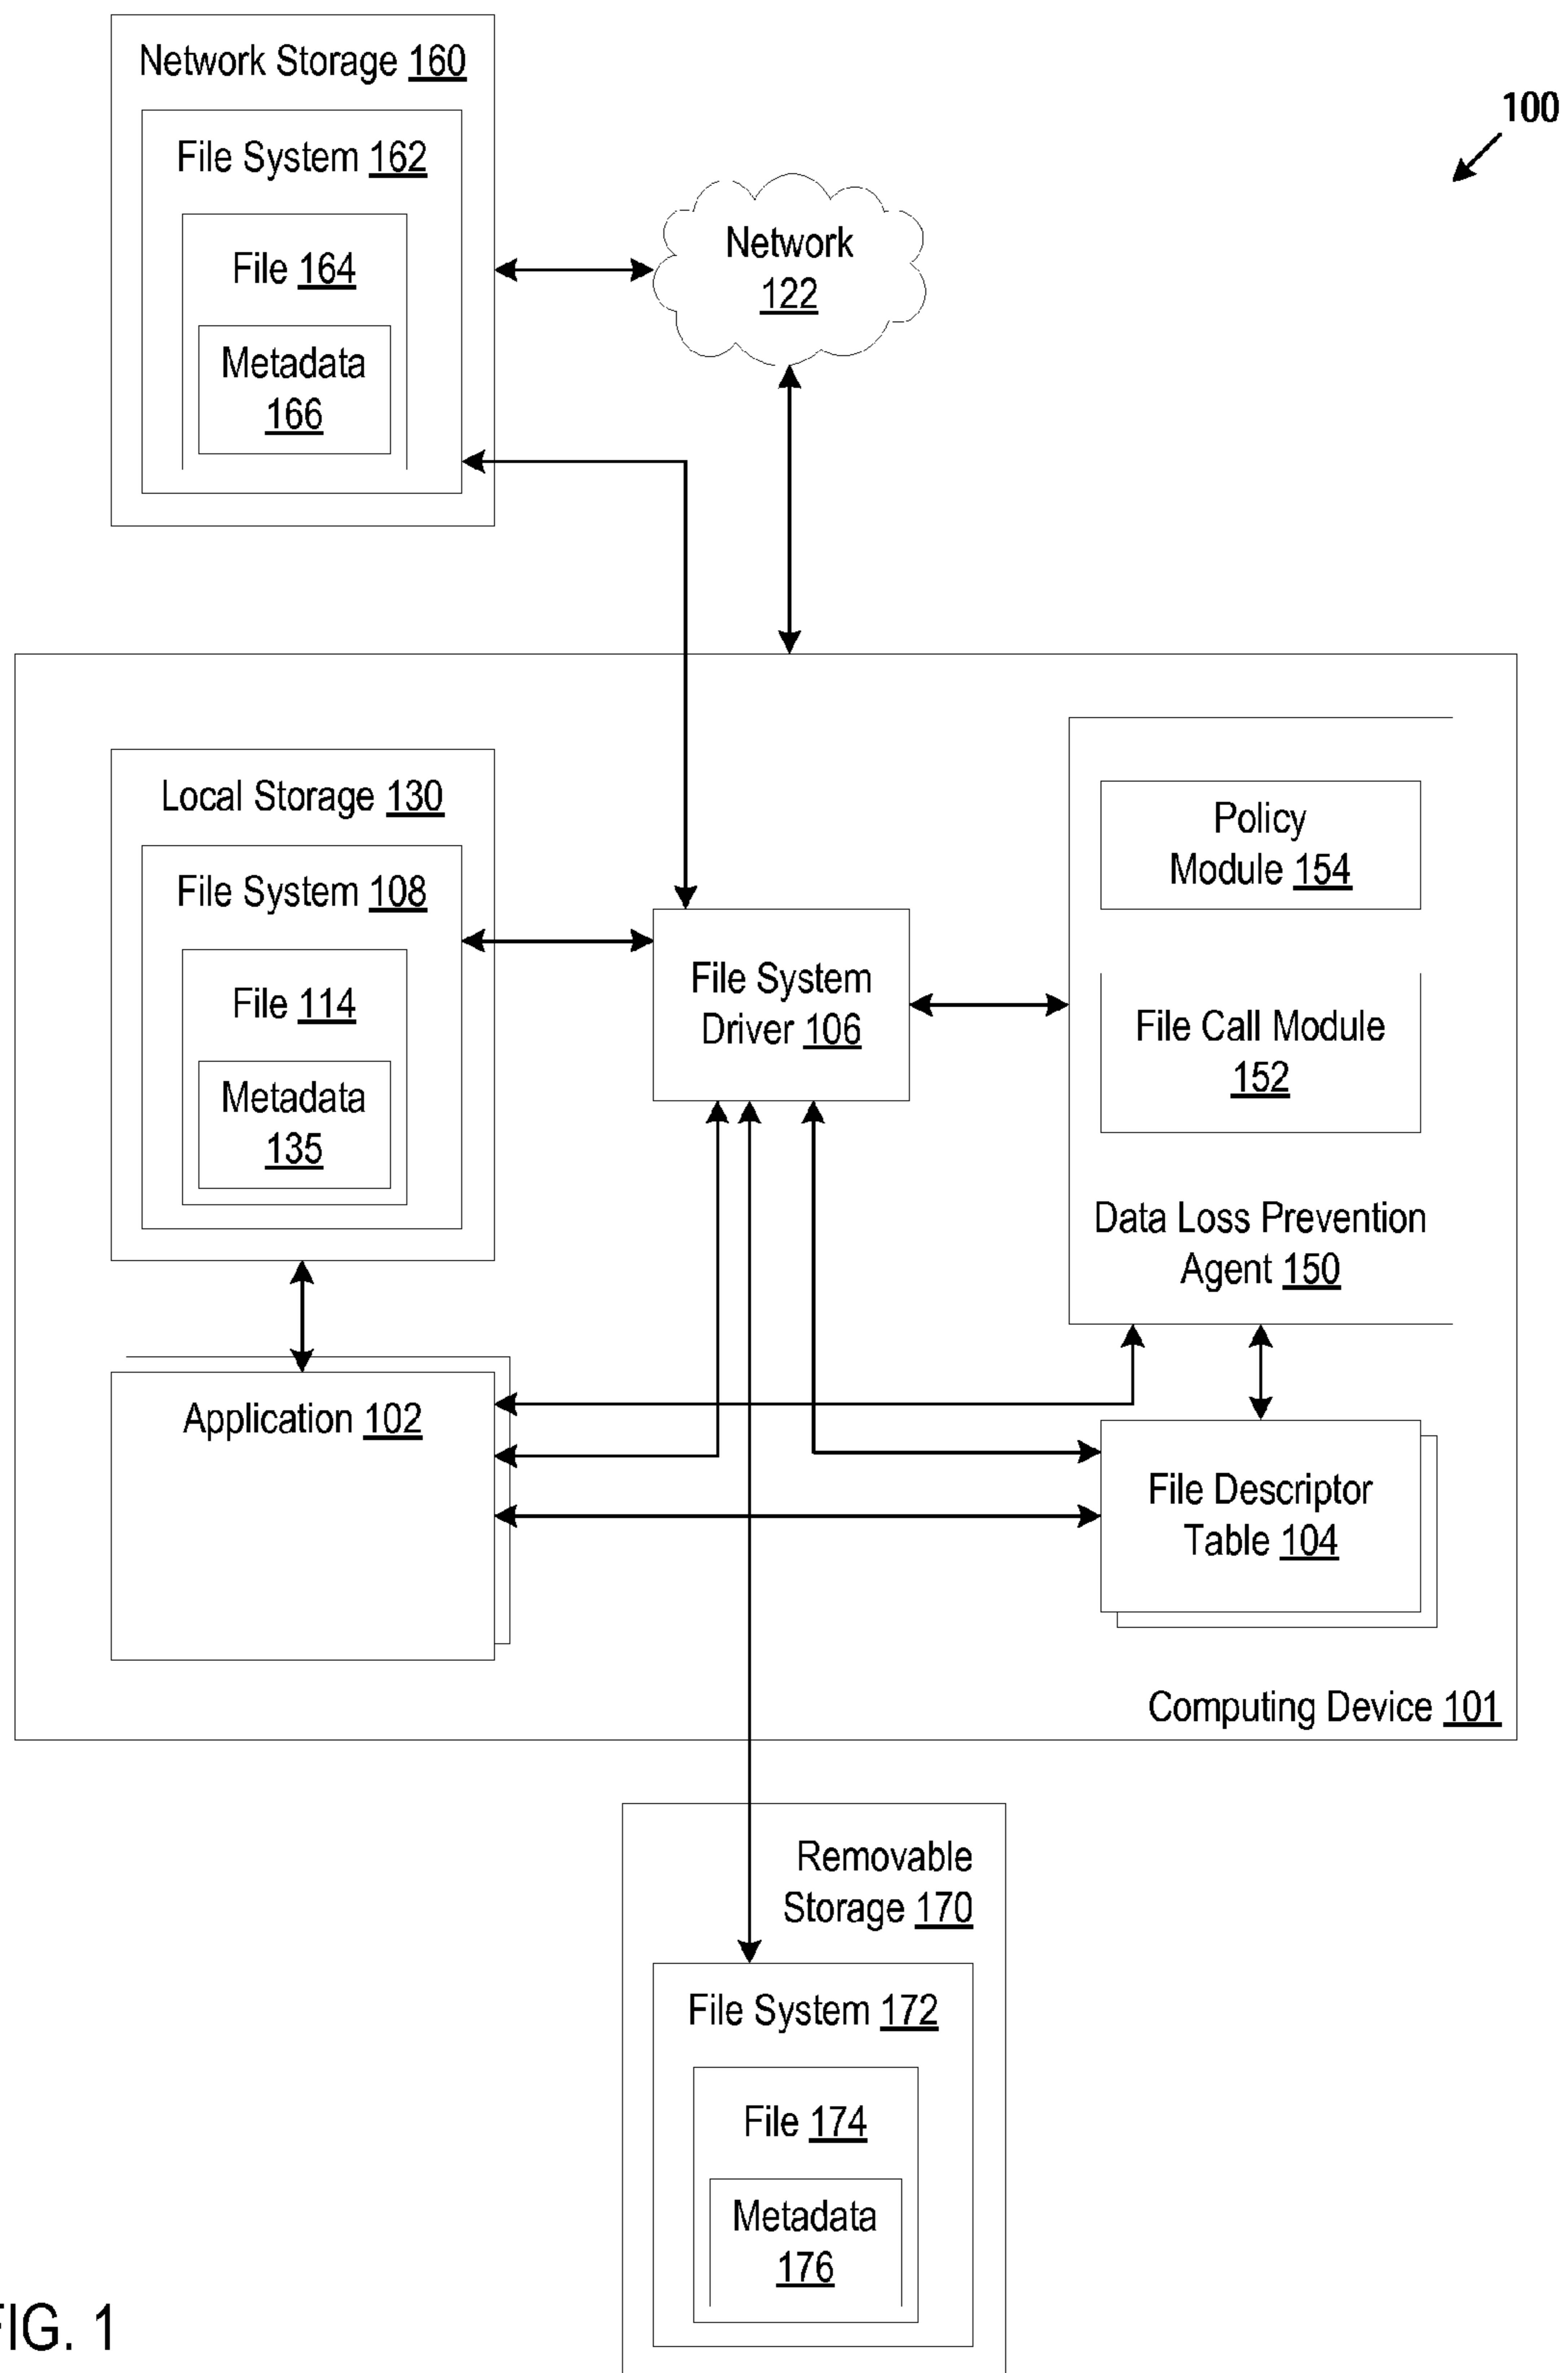 Network Storage 160
File System 162
File 164
Metadata
166
100
Network
122
Local Storage 130
File System 108
File 114
Metadata
135
File System
Driver 106
Policy
Module 154
File Call Module
152
Data Loss Prevention
Agent 150
Application 102
File Descriptor
Table 104
Computing Device 101
Removable
Storage 170
File System 172
File 174
Metadata
176
FIG. 1